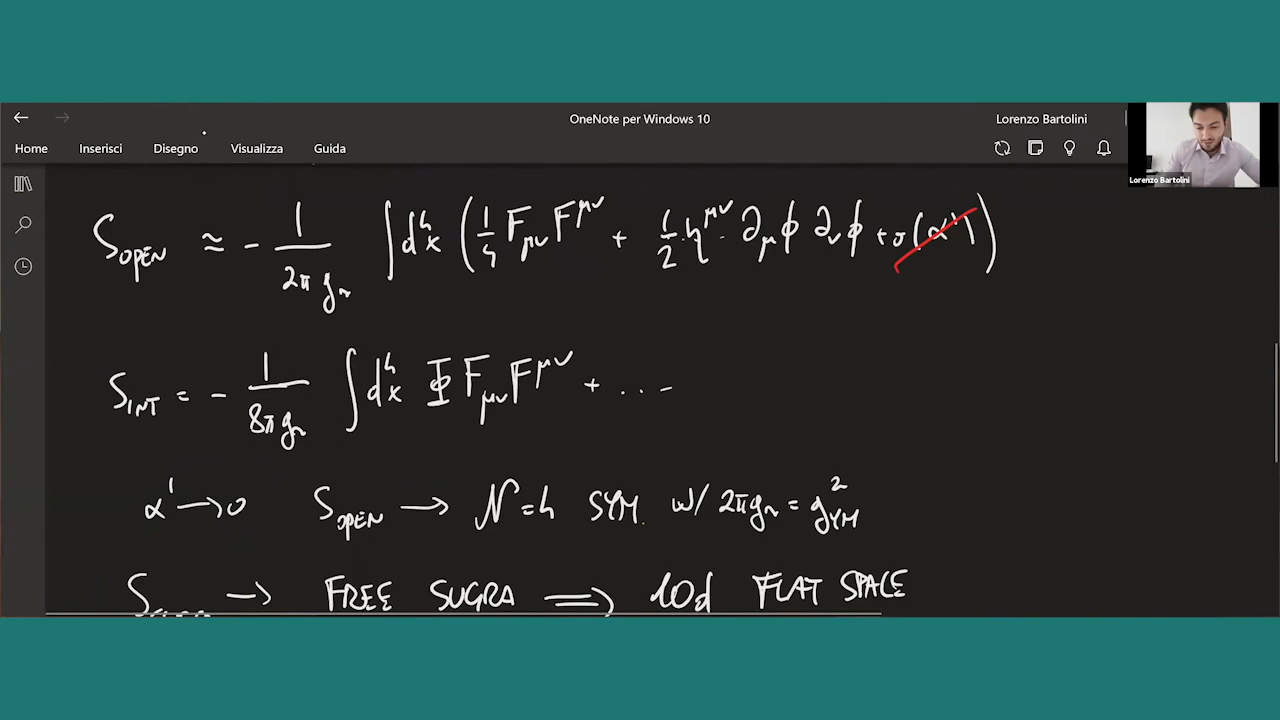 OneNote per Windows 10
Lorenzo Bartolini
Home Inserisci Disegno Visualizza Guida
Lorenzo Bartolini
S_OPEN ≈ - 1/(2π g_s) ∫ d⁴x ( 1/4 F_μν F^μν + 1/2 · η^μν · ∂_μ ϕ ∂_ν ϕ + O(α') )
S_INT = - 1/(8π g_s) ∫ d⁴x Φ F_μν F^μν + ...
α' → 0 S_OPEN → N=4 SYM. w/ 2π g_s = g²_YM
→ FREE SUGRA ⟹ 10d FLAT SPACE